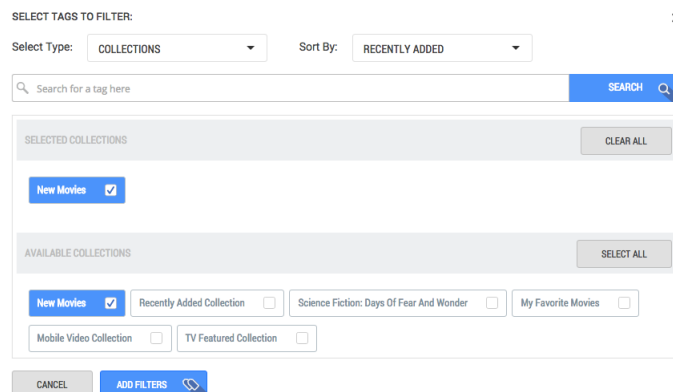 SELECT TAGS TO FILTER:
Select Type: COLLECTIONS Sort By: RECENTLY ADDED
Search for a tag here SEARCH
SELECTED COLLECTIONS CLEAR ALL
New Movies
AVAILABLE COLLECTIONS SELECT ALL
New Movies Recently Added Collection Science Fiction: Days Of Fear And Wonder My Favorite Movies
Mobile Video Collection TV Featured Collection
CANCEL ADD FILTERS